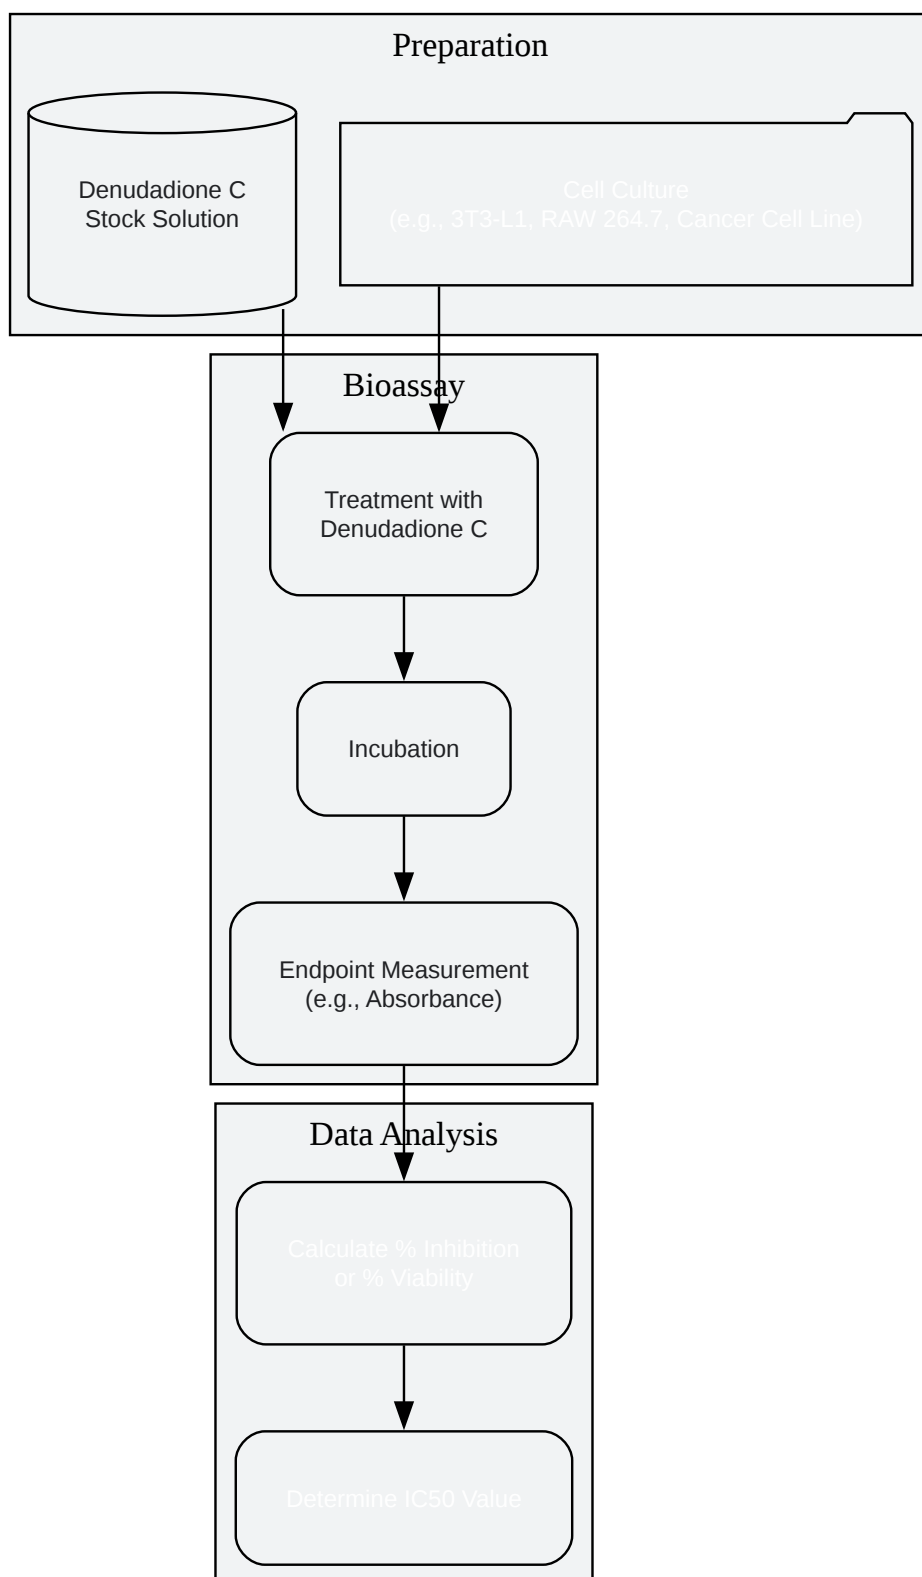 Preparation
Denudadione C
Stock Solution
Cell Culture
(e.g., 3T3-L1, RAW 264.7, Cancer Cell Line)
Bioassay
Treatment with
Denudadione C
Incubation
Endpoint Measurement
(e.g., Absorbance)
Data Analysis
Calculate % Inhibition
or % Viability
Determine IC50 Value